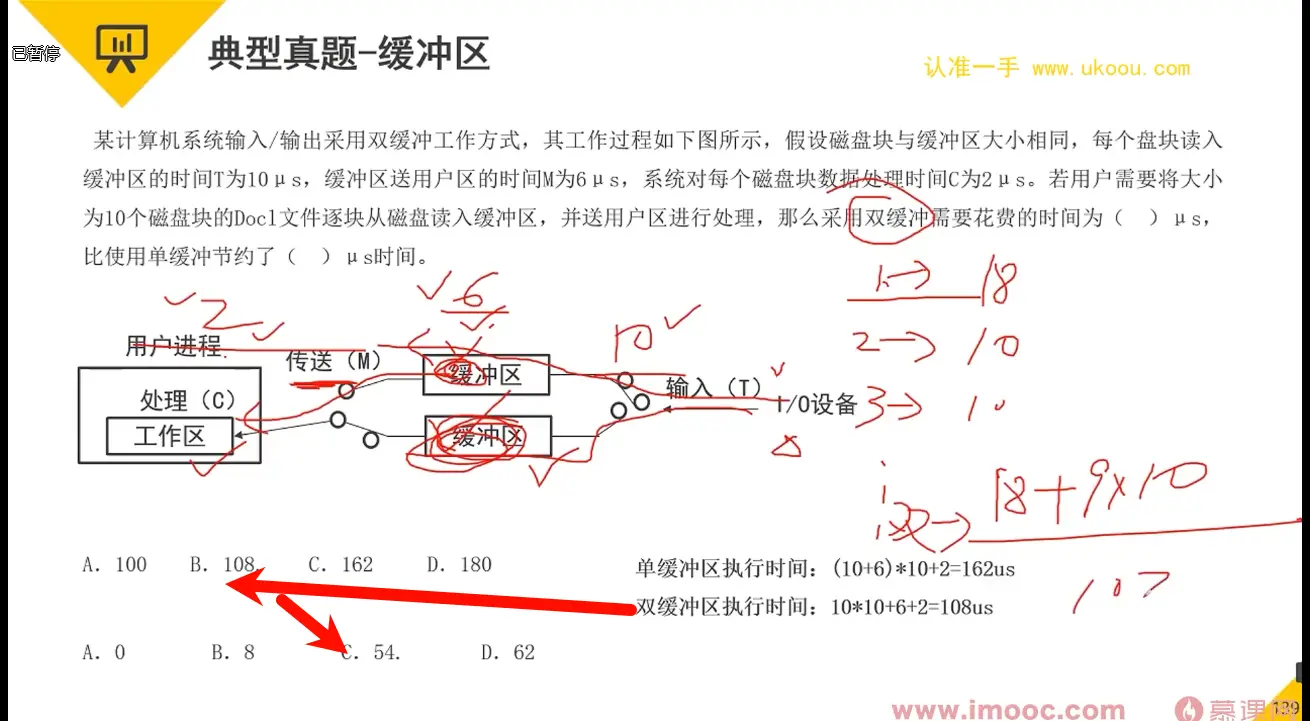 已暂停
典型真题-缓冲区
认准一手 www.ukoou.com
某计算机系统输入/输出采用双缓冲工作方式，其工作过程如下图所示，假设磁盘块与缓冲区大小相同，每个盘块读入
缓冲区的时间T为10μs，缓冲区送用户区的时间M为6μs，系统对每个磁盘块数据处理时间C为2μs。若用户需要将大小
为10个磁盘块的Doc1文件逐块从磁盘读入缓冲区，并送用户区进行处理，那么采用双缓冲需要花费的时间为（  ）μs，
比使用单缓冲节约了（  ）μs时间。
1→ 18
2 6
2→ 10
10
用户进程
传送（M）
缓冲区
输入（T）
处理（C）
I/O设备
3→ 10
工作区
缓冲区
18+9×10
A. 100 B. 108 C. 162 D. 180
单缓冲区执行时间：(10+6)*10+2=162us
双缓冲区执行时间：10*10+6+2=108us
A. 0 B. 8 C. 54. D. 62
www.imooc.com 慕课
139